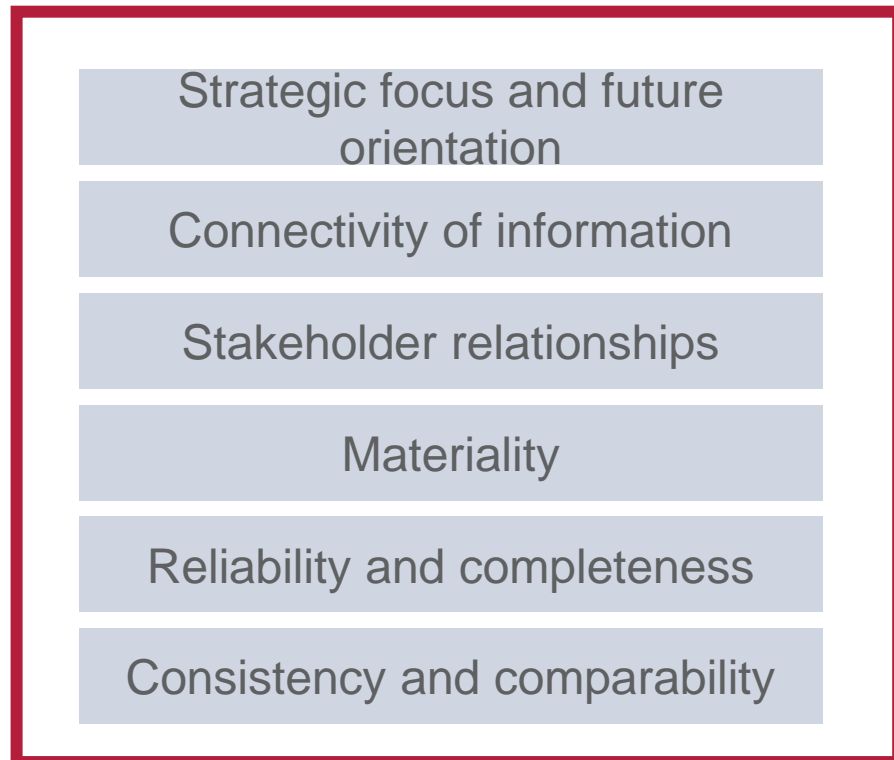 Strategic focus and future
orientation
Connectivity of information
Stakeholder relationships
Materiality
Reliability and completeness
Consistency and comparability